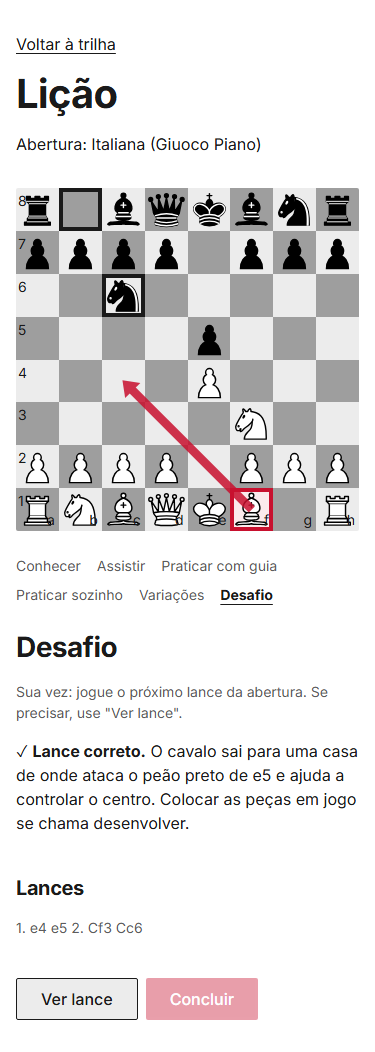 Voltar à trilha
Lição
Abertura: Italiana (Giuoco Piano)
8
7
6
5
4
3
2
1
a b c d e f g h
Conhecer Assistir Praticar com guia
Praticar sozinho Variações Desafio
Desafio
Sua vez: jogue o próximo lance da abertura. Se
precisar, use "Ver lance".
✓ Lance correto. O cavalo sai para uma casa
de onde ataca o peão preto de e5 e ajuda a
controlar o centro. Colocar as peças em jogo
se chama desenvolver.
Lances
1. e4 e5 2. Cf3 Cc6
Ver lance Concluir